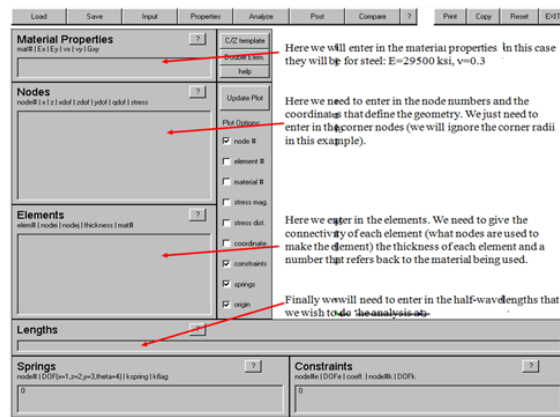 Load Save Input Properties Analyze Post Compare ? Print Copy Reset EXIT
Material Properties ?
mat# | Ex | Ey | vx | vy | Gxy
C/Z template
Double Elem.
help
Here we will enter in the material properties in this case
they will be for steel: E=29500 ksi, ν=0.3
Nodes ?
node# | x | z | xdof | zdof | ydof | qdof | stress
Update Plot
Plot Options:
node #
element #
material #
stress mag.
stress dist.
coordinate
constraints
springs
origin
Here we need to enter in the node numbers and the
coordinates that define the geometry. We just need to
enter in the corner nodes (we will ignore the corner radii
in this example).
Elements ?
elem# | nodei | nodej | thickness | mat#
Here we enter in the elements. We need to give the
connectivity of each element (what nodes are used to
make the element) the thickness of each element and a
number that refers back to the material being used.
Finally we will need to enter in the half-wavelengths that
we wish to do the analysis at.
Lengths ?
Springs ?
node# | DOF(x=1,z=2,y=3,theta=4) | kspring | kflag
0
Constraints ?
node#e | DOFe | coeff. | node#k | DOFk
0